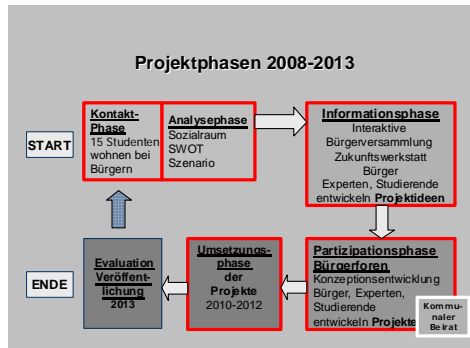 Projektphasen 2008-2013
START
Kontakt-
Phase
15 Studenten
wohnen bei
Bürgern
Analysephase
Sozialraum
SWOT
Szenario
Informationsphase
Interaktive
Bürgerversammlung
Zukunftswerkstatt
Bürger
Experten, Studierende
entwickeln Projektideen
ENDE
Evaluation
Veröffent-
lichung
2013
Umsetzungs-
phase
der
Projekte
2010-2012
Partizipationsphase
Bürgerforen
Konzeptionsentwicklung
Bürger, Experten,
Studierende
entwickeln Projekte
Kommu-
naler
Beirat